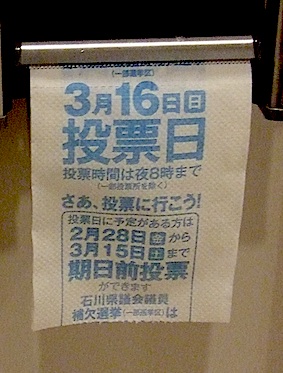 (一部選挙区)
3月16日日
投票日
投票時間は夜8時まで
(一部投票所を除く)
さあ、投票に行こう!
投票日に予定がある方は
2月28日金から
3月15日土まで
期日前投票
ができます
石川県議会議員
補欠選挙(一部選挙区)は